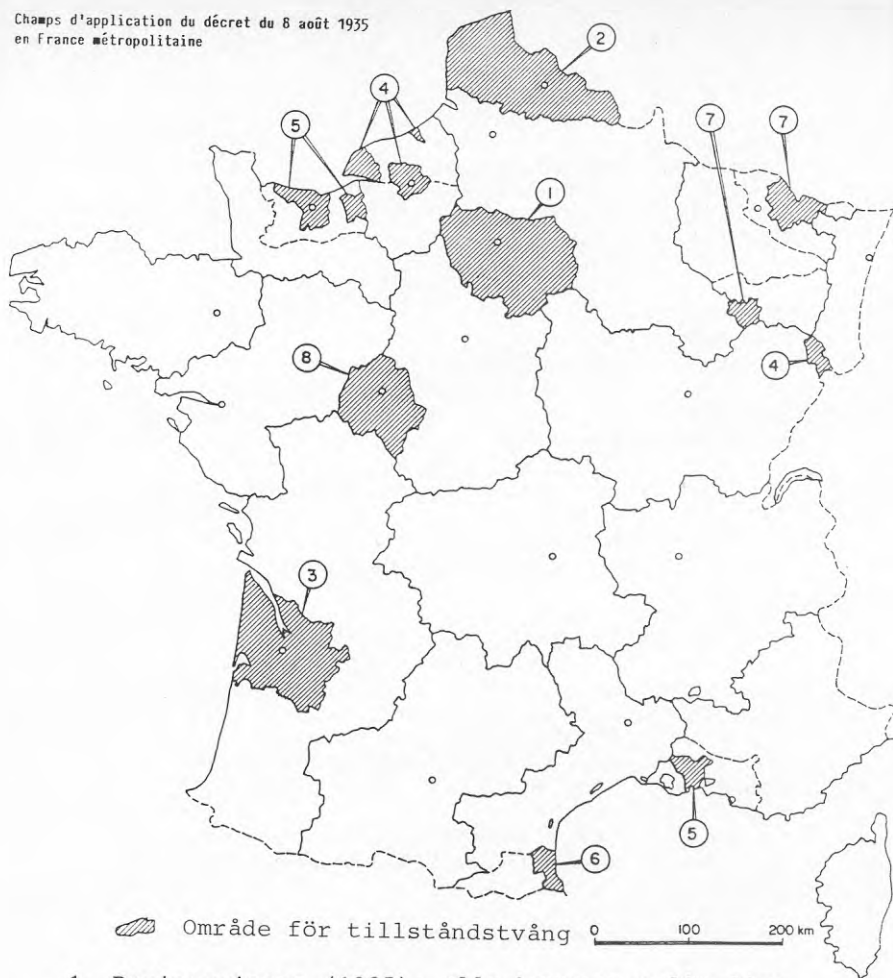 Champs d'application du décret du 8 août 1935
en France métropolitaine
2
4
5
7
7
1
8
4
3
5
6
Område för tillståndstvång
0 100 200 km